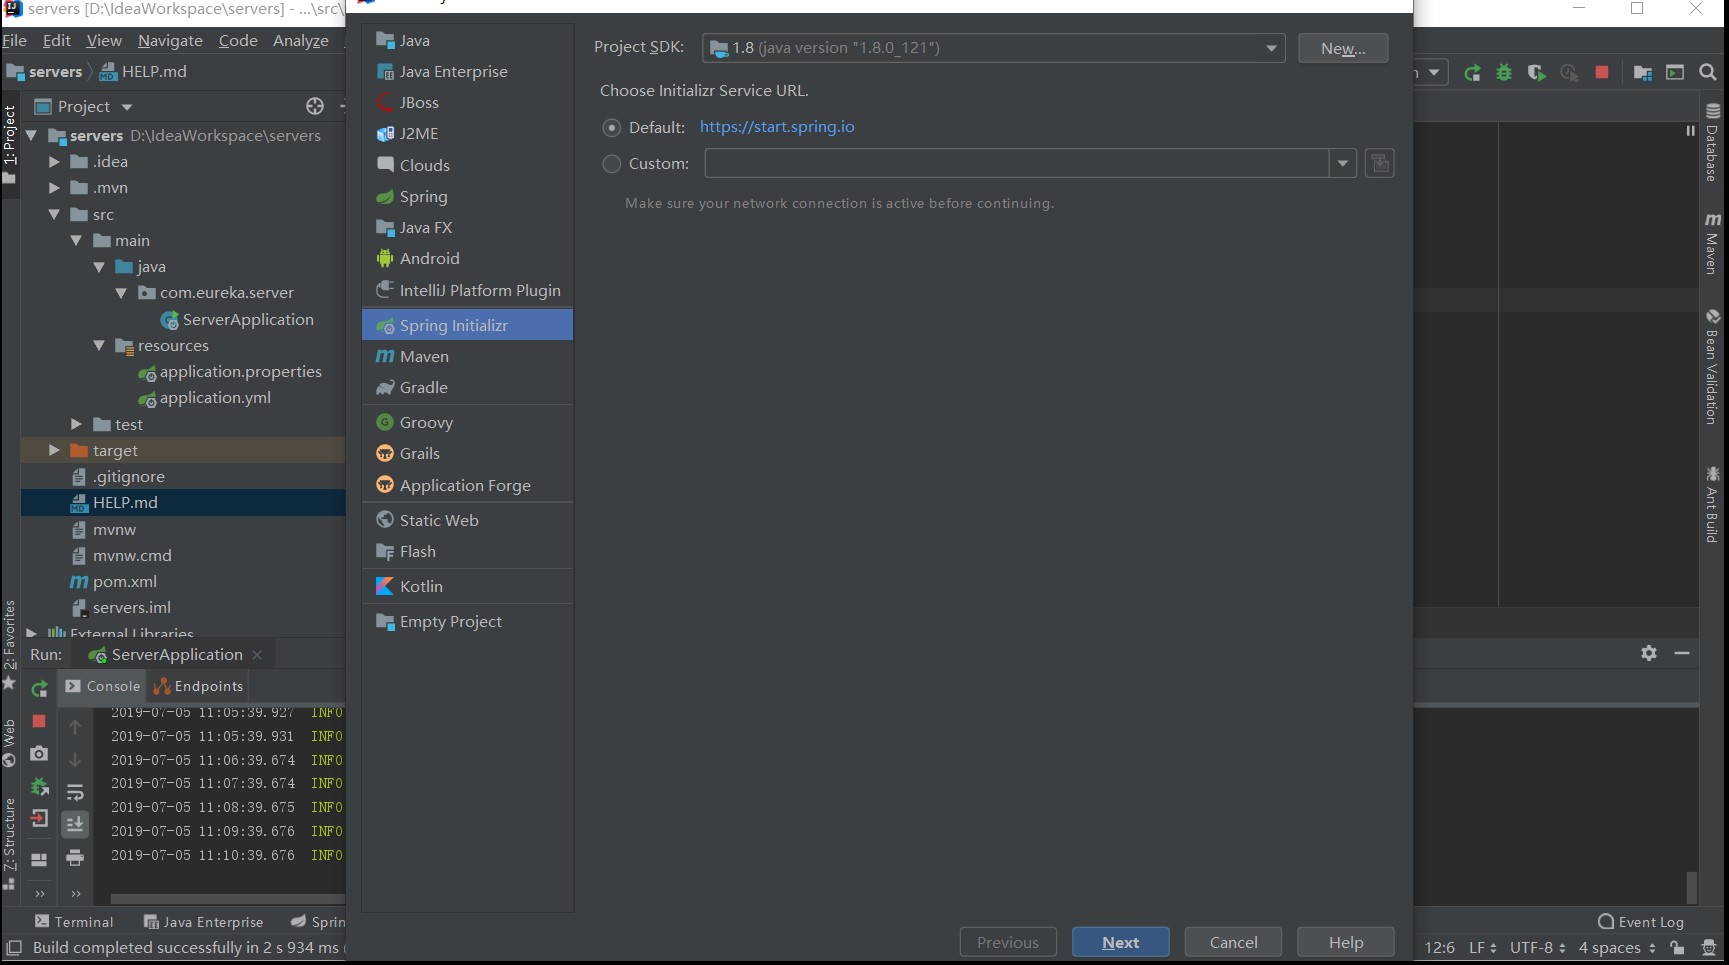 servers [D:\IdeaWorkspace\servers] - ...\src\
File Edit View Navigate Code Analyze
servers HELP.md
Project
servers D:\IdeaWorkspace\servers
.idea
.mvn
src
main
java
com.eureka.server
ServerApplication
resources
application.properties
application.yml
test
target
.gitignore
HELP.md
mvnw
mvnw.cmd
pom.xml
servers.iml
External Libraries
1: Project
2: Favorites
Web
7: Structure
Java
Java Enterprise
JBoss
J2ME
Clouds
Spring
Java FX
Android
IntelliJ Platform Plugin
Spring Initializr
Maven
Gradle
Groovy
Grails
Application Forge
Static Web
Flash
Kotlin
Empty Project
Project SDK: 1.8 (java version "1.8.0_121") New...
Choose Initializr Service URL.
Default: https://start.spring.io
Custom:
Make sure your network connection is active before continuing.
Previous Next Cancel Help
Database
Maven
Bean Validation
Ant Build
Run: ServerApplication
Console Endpoints
2019-07-05 11:05:39.927 INFO
2019-07-05 11:05:39.931 INFO
2019-07-05 11:06:39.674 INFO
2019-07-05 11:07:39.674 INFO
2019-07-05 11:08:39.675 INFO
2019-07-05 11:09:39.676 INFO
2019-07-05 11:10:39.676 INFO
Terminal Java Enterprise Sprin
Event Log
Build completed successfully in 2 s 934 ms (
12:6 LF UTF-8 4 spaces